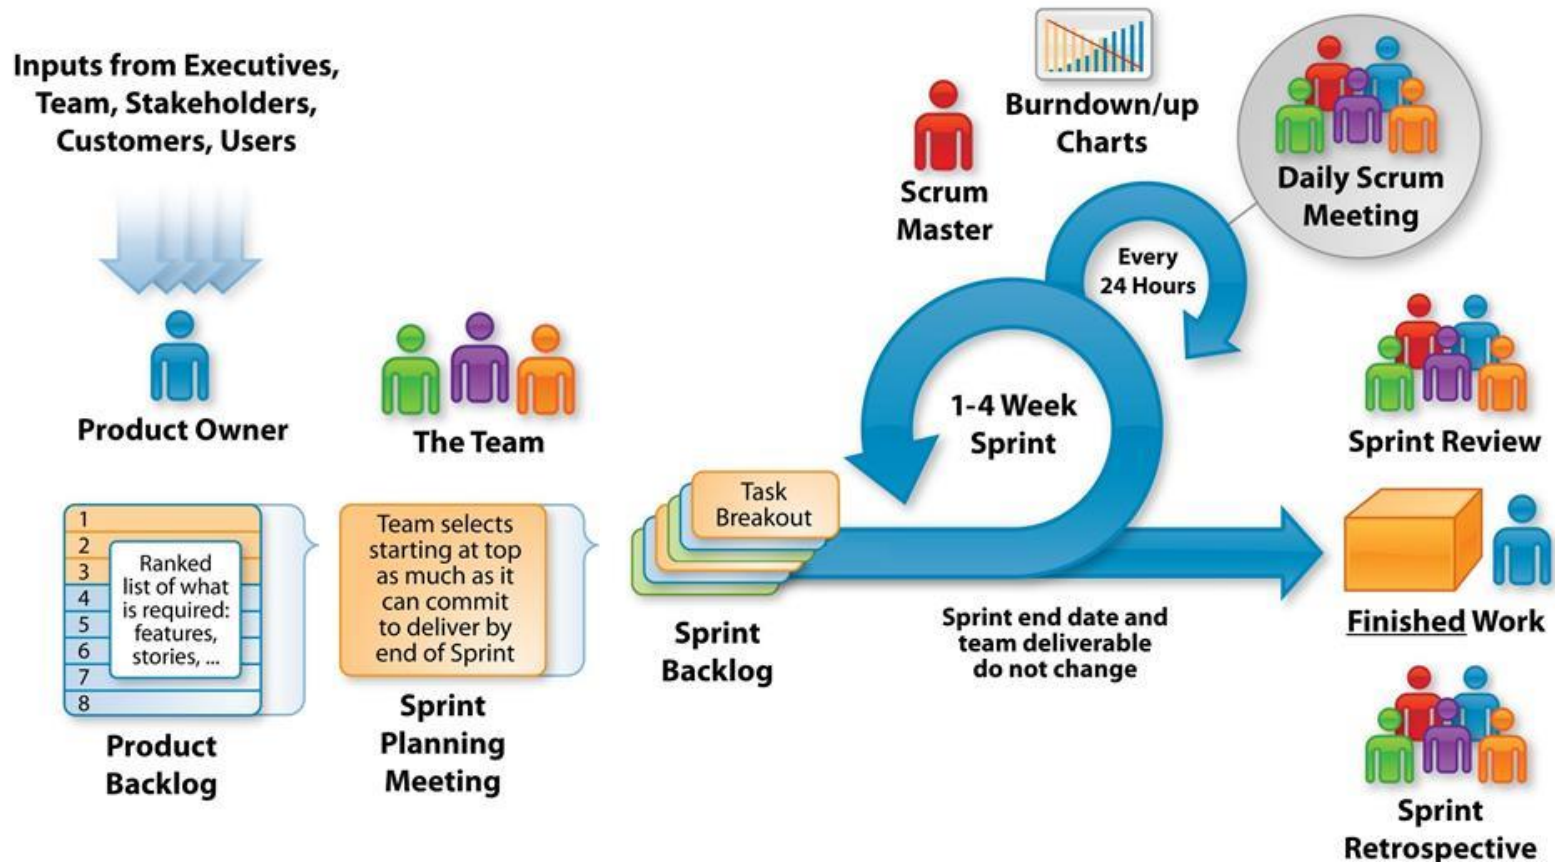 Inputs from Executives,
Team, Stakeholders,
Customers, Users
Product Owner
The Team
1
2
3
4
5
6
7
8
Ranked
list of what
is required:
features,
stories, ...
Product
Backlog
Team selects
starting at top
as much as it
can commit
to deliver by
end of Sprint
Sprint
Planning
Meeting
Task
Breakout
Sprint
Backlog
Scrum
Master
Burndown/up
Charts
Daily Scrum
Meeting
Every
24 Hours
1-4 Week
Sprint
Sprint end date and
team deliverable
do not change
Sprint Review
Finished Work
Sprint
Retrospective